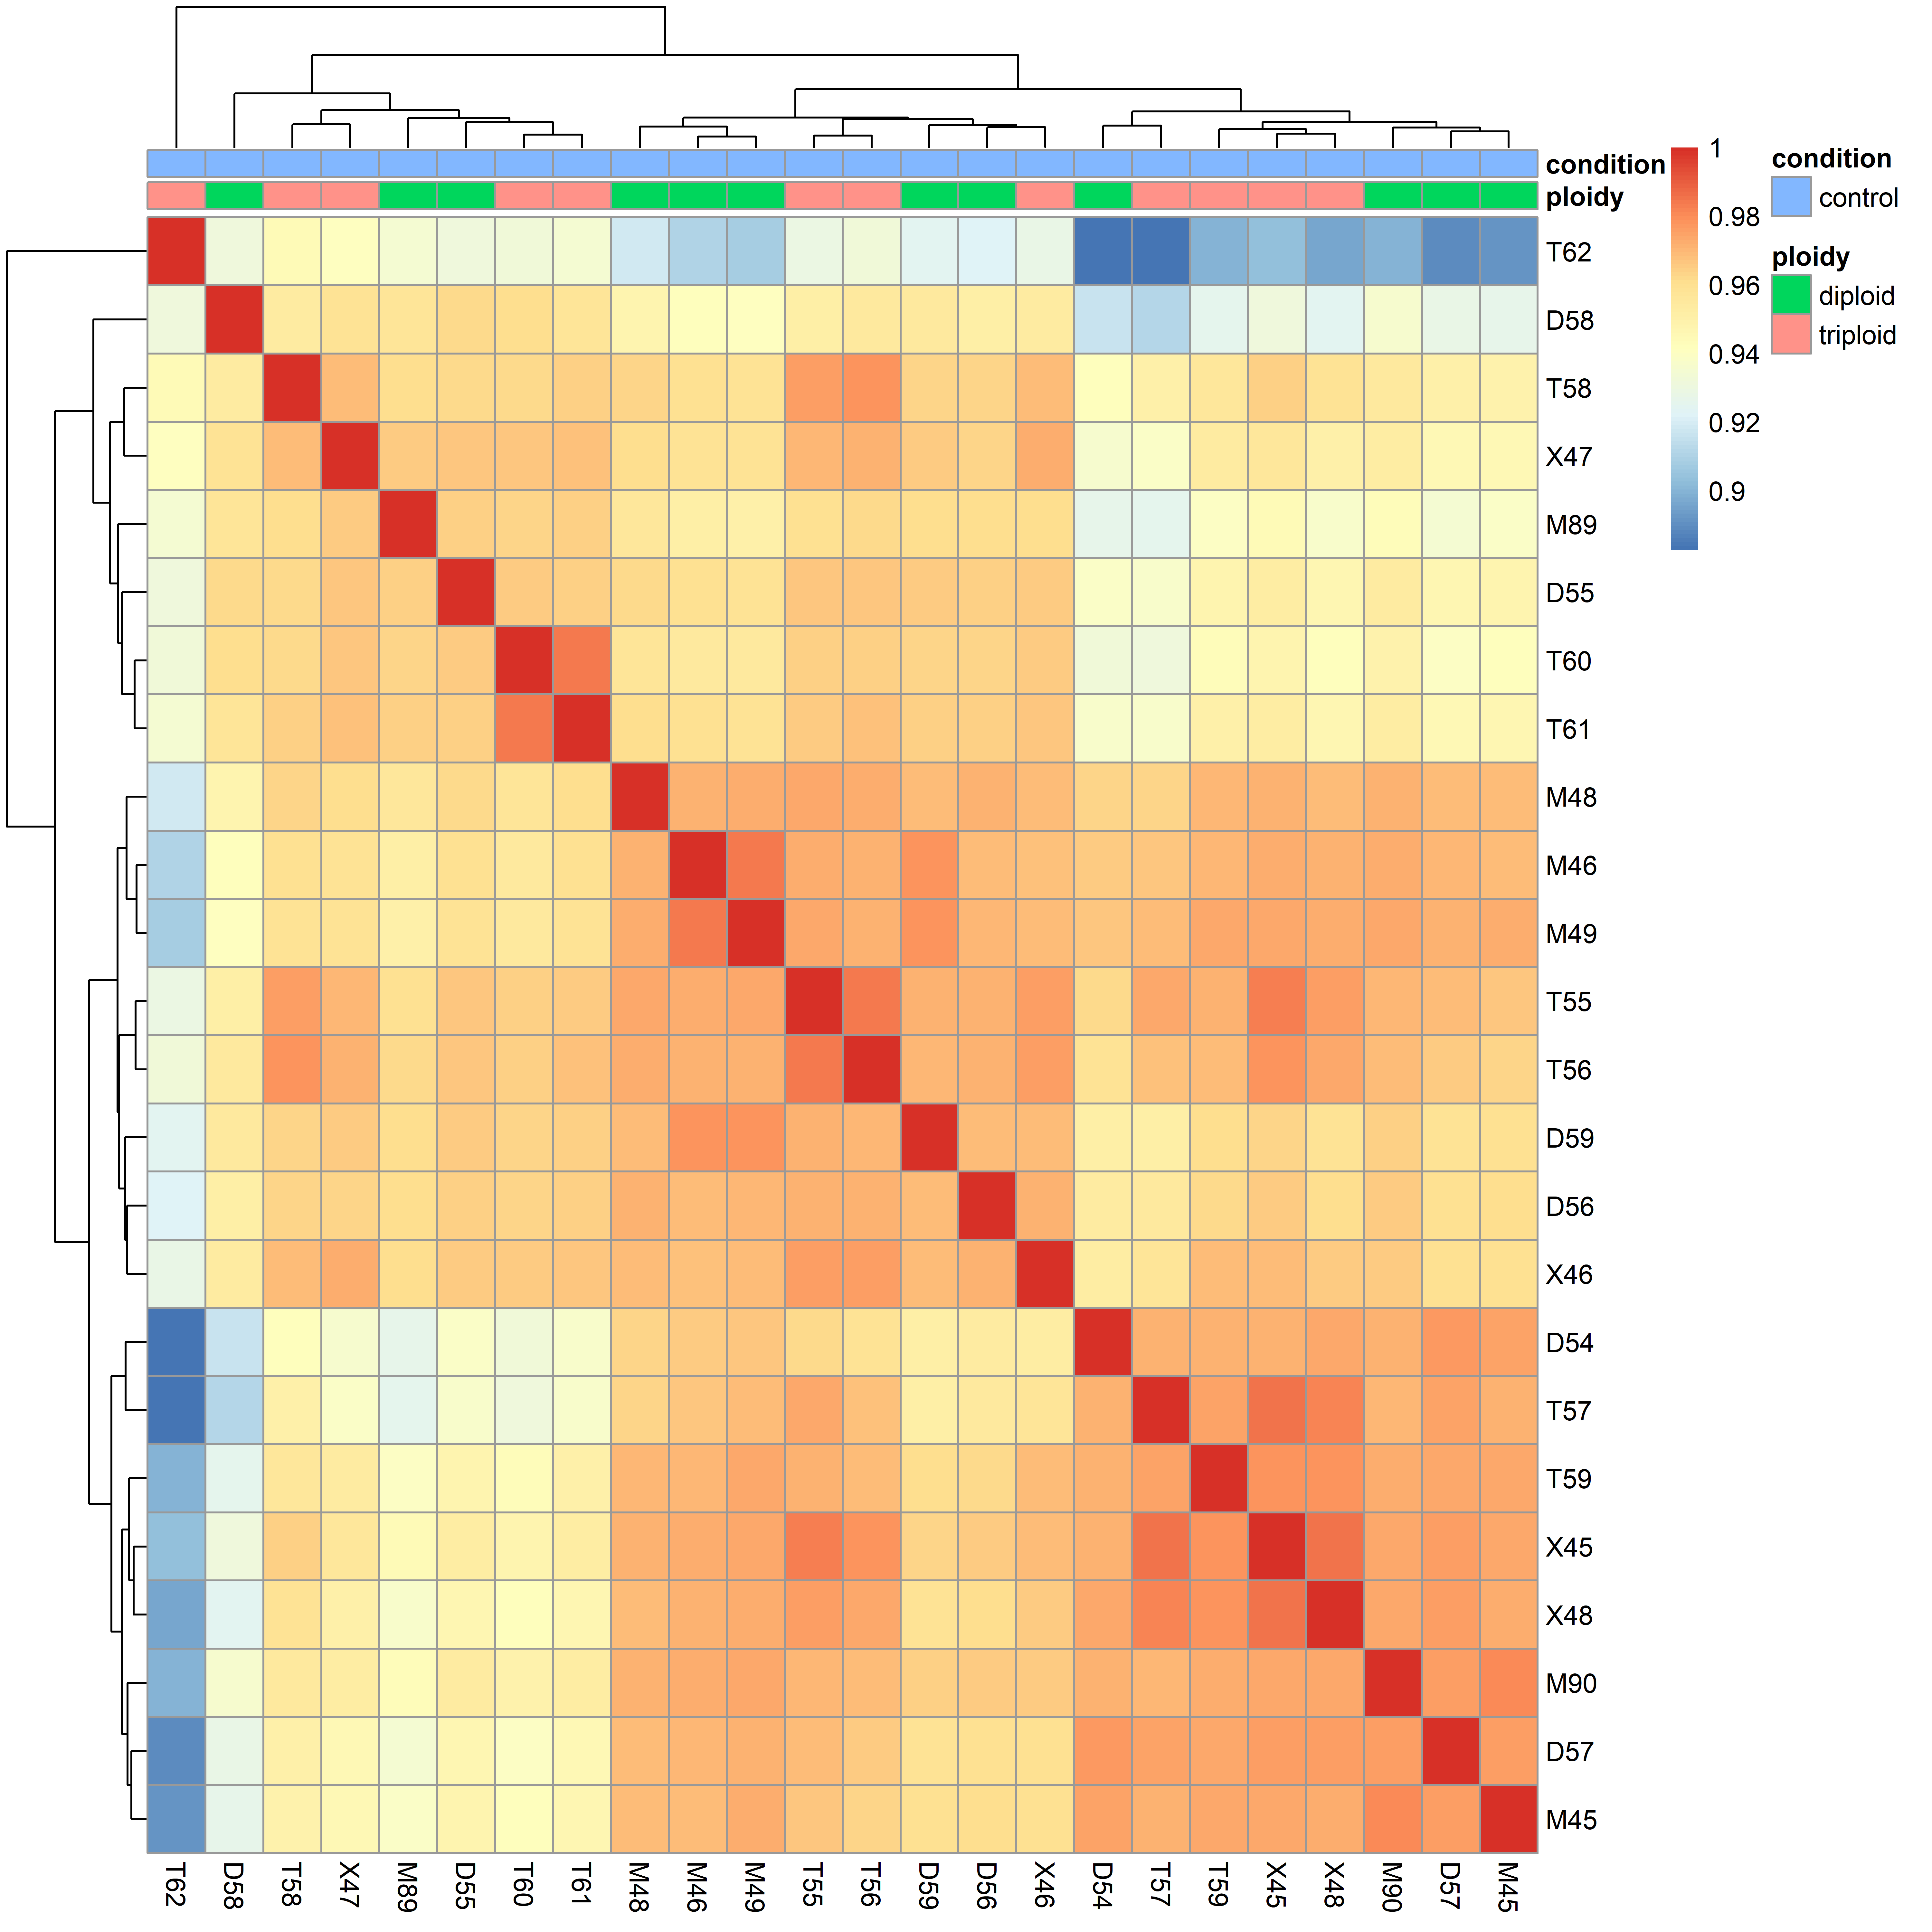 condition
ploidy
T62
D58
T58
X47
M89
D55
T60
T61
M48
M46
M49
T55
T56
D59
D56
X46
D54
T57
T59
X45
X48
M90
D57
M45
T62 D58 T58 X47 M89 D55 T60 T61 M48 M46 M49 T55 T56 D59 D56 X46 D54 T57 T59 X45 X48 M90 D57 M45
1
0.98
0.96
0.94
0.92
0.9
condition
control
ploidy
diploid
triploid